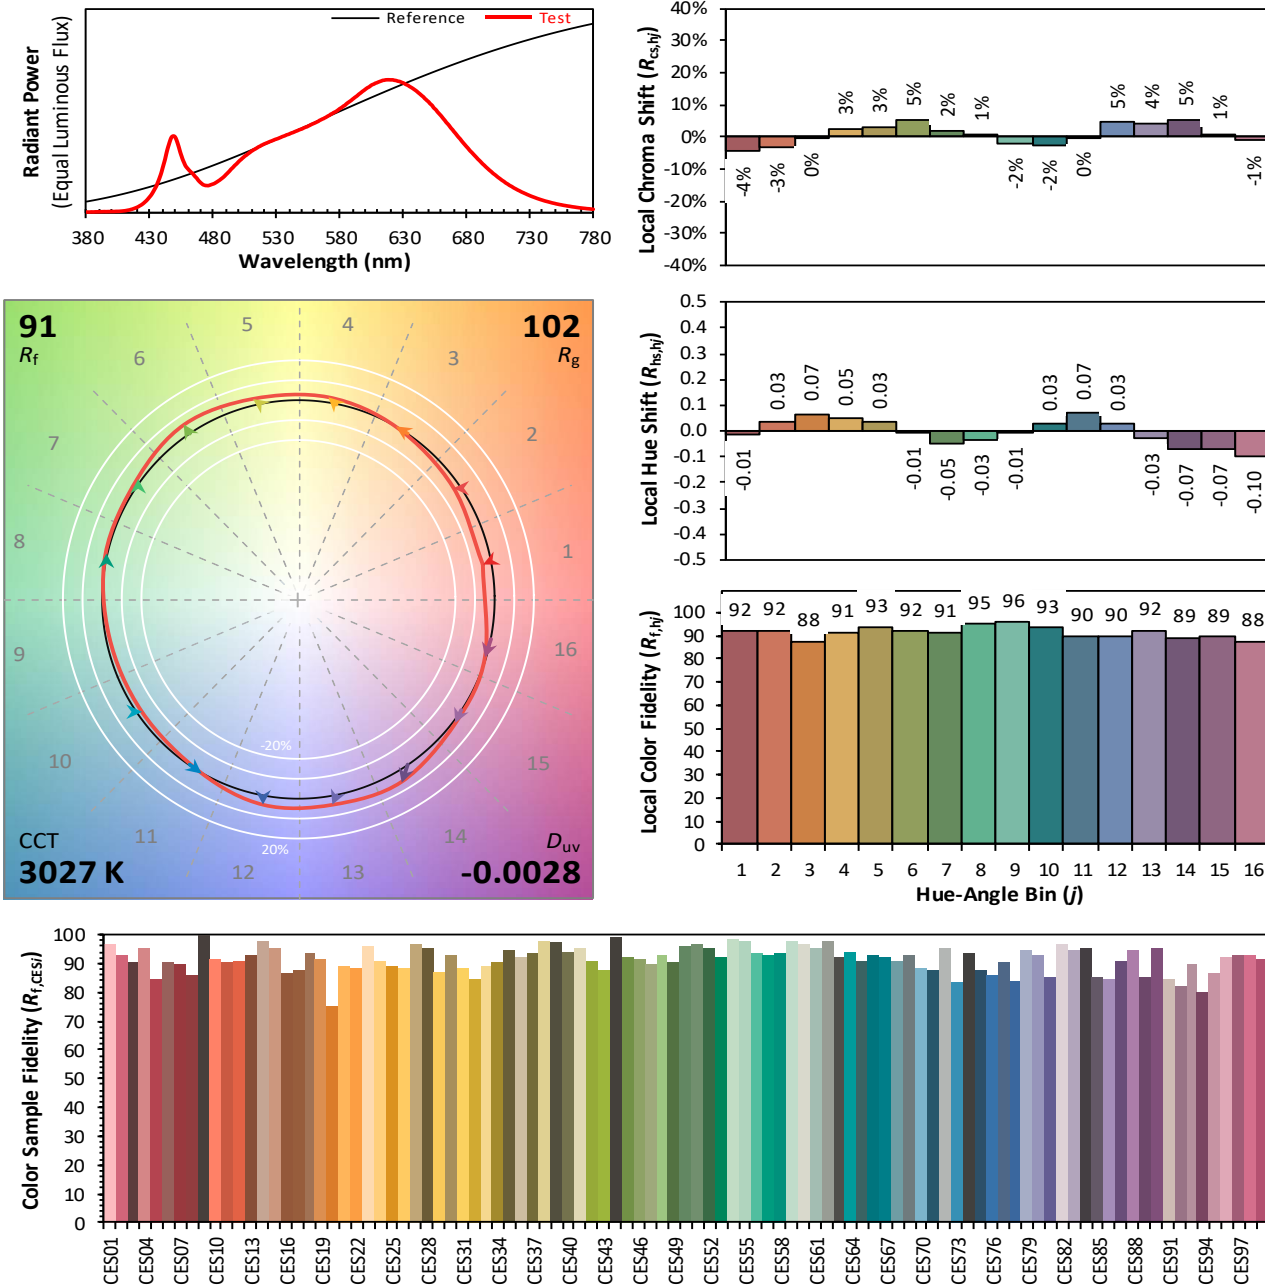 Radiant Power
(Equal Luminous Flux)
Reference
Test
380 430 480 530 580 630 680 730 780
Wavelength (nm)
Local Chroma Shift (Rcs,hj)
40%
30%
20%
10%
0%
-10%
-20%
-30%
-40%
-4% -3% 0% 3% 3% 5% 2% 1% -2% -2% 0% 5% 4% 5% 1% -1%
91
Rf
102
Rg
5 4
6 3
7 2
8 1
9 16
10 15
11 14
12 13
-20%
20%
CCT
3027 K
Duv
-0.0028
Local Hue Shift (Rhs,hj)
0.5
0.4
0.3
0.2
0.1
0.0
-0.1
-0.2
-0.3
-0.4
-0.5
-0.01 0.03 0.07 0.05 0.03 -0.01 -0.05 -0.03 -0.01 0.03 0.07 0.03 -0.03 -0.07 -0.07 -0.10
Local Color Fidelity (Rf,hj)
100
90
80
70
60
50
40
30
20
10
0
92 92 88 91 93 92 91 95 96 93 90 90 92 89 89 88
1 2 3 4 5 6 7 8 9 10 11 12 13 14 15 16
Hue-Angle Bin (j)
Color Sample Fidelity (Rf,CESi)
100
90
80
70
60
50
40
30
20
10
0
CES01 CES04 CES07 CES10 CES13 CES16 CES19 CES22 CES25 CES28 CES31 CES34 CES37 CES40 CES43 CES46 CES49 CES52 CES55 CES58 CES61 CES64 CES67 CES70 CES73 CES76 CES79 CES82 CES85 CES88 CES91 CES94 CES97